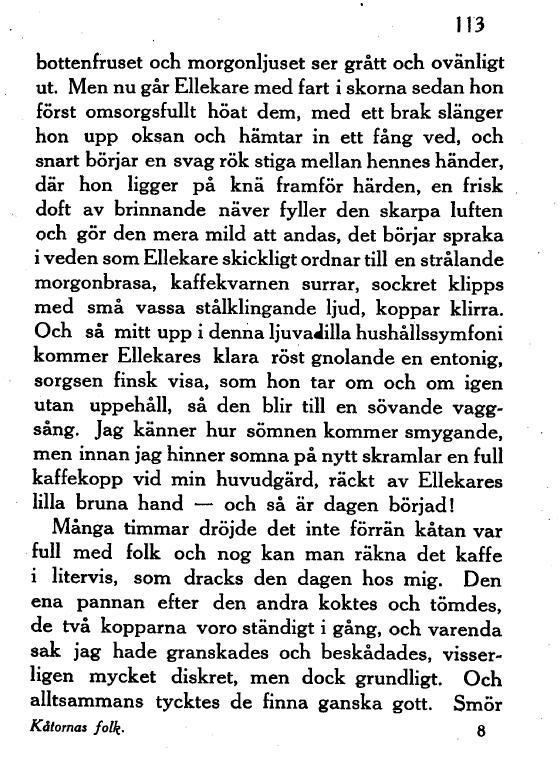 113
bottenfruset och morgonljuset ser grått och ovänligt
ut. Men nu går Ellekare med fart i skorna sedan hon
först omsorgsfullt höat dem, med ett brak slänger
hon upp oksan och hämtar in ett fång ved, och
snart börjar en svag rök stiga mellan hennes händer,
där hon ligger på knä framför härden, en frisk
doft av brinnande näver fyller den skarpa luften
och gör den mera mild att andas, det börjar spraka
i veden som Ellekare skickligt ordnar till en strålande
morgonbrasa, kaffekvarnen surrar, sockret klipps
med små vassa stålklingande ljud, koppar klirra.
Och så mitt upp i denna ljuva lilla hushållssymfoni
kommer Ellekares klara röst gnolande en entonig,
sorgsen finsk visa, som hon tar om och om igen
utan uppehåll, så den blir till en sövande vagg-
sång. Jag känner hur sömnen kommer smygande,
men innan jag hinner somna på nytt skramlar en full
kaffekopp vid min huvudgärd, räckt av Ellekares
lilla bruna hand — och så är dagen börjad!
Många timmar dröjde det inte förrän kåtan var
full med folk och nog kan man räkna det kaffe
i litervis, som dracks den dagen hos mig. Den
ena pannan efter den andra koktes och tömdes,
de två kopparna voro ständigt i gång, och varenda
sak jag hade granskades och beskådades, visser-
ligen mycket diskret, men dock grundligt. Och
alltsammans tycktes de finna ganska gott. Smör
Kåtornas folk. 8